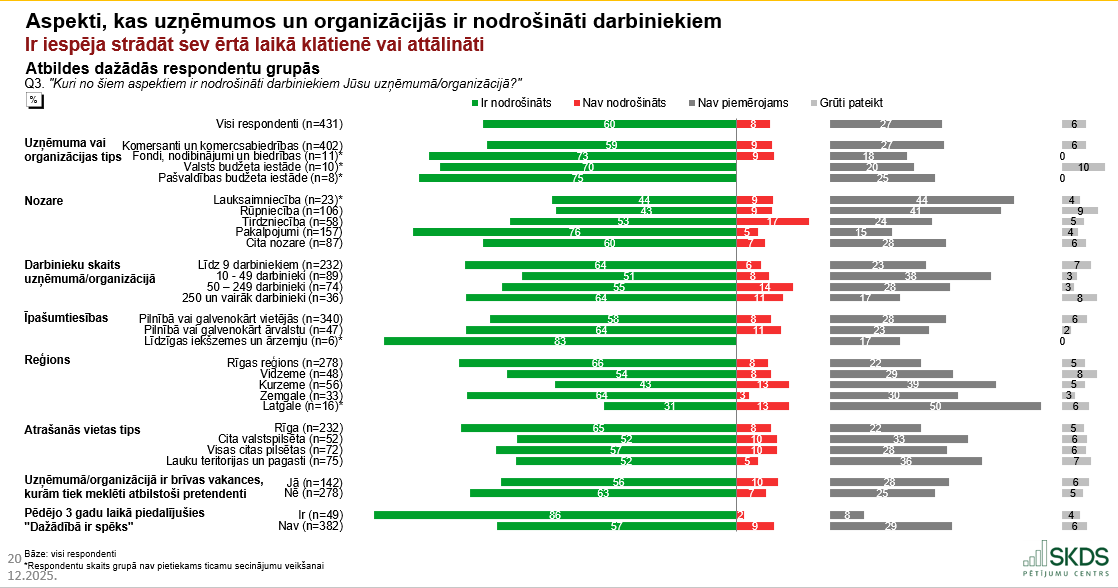 Aspekti, kas uzņēmumos un organizācijās ir nodrošināti darbiniekiem
Ir iespēja strādāt sev ērtā laikā klātienē vai attālināti
Atbildes dažādās respondentu grupās
Q3. "Kuri no šiem aspektiem ir nodrošināti darbiniekiem Jūsu uzņēmumā/organizācijā?"
%
Ir nodrošināts Nav nodrošināts Nav piemērojams Grūti pateikt
Visi respondenti (n=431) 60 8 27 6
Uzņēmuma vai
organizācijas tips
Komersanti un komercsabiedrības (n=402) 59 9 27 6
Fondi, nodibinājumi un biedrības (n=11)* 73 9 18 0
Valsts budžeta iestāde (n=10)* 70 20 10
Pašvaldības budžeta iestāde (n=8)* 75 25 0
Nozare
Lauksaimniecība (n=23)* 44 9 44 4
Rūpniecība (n=106) 43 9 41 9
Tirdzniecība (n=58) 53 17 24 5
Pakalpojumi (n=157) 76 5 15 4
Cita nozare (n=87) 60 7 28 6
Darbinieku skaits
uzņēmumā/organizācijā
Līdz 9 darbiniekiem (n=232) 64 6 23 7
10 - 49 darbinieki (n=89) 51 8 38 3
50 – 249 darbinieki (n=74) 55 14 28 3
250 un vairāk darbinieki (n=36) 64 11 17 8
Īpašumtiesības
Pilnībā vai galvenokārt vietējās (n=340) 58 8 28 6
Pilnībā vai galvenokārt ārvalstu (n=47) 64 11 23 2
Līdzīgas iekšzemes un ārzemju (n=6)* 83 17 0
Reģions
Rīgas reģions (n=278) 66 8 22 5
Vidzeme (n=48) 54 8 29 8
Kurzeme (n=56) 43 13 39 5
Zemgale (n=33) 64 3 30 3
Latgale (n=16)* 31 13 50 6
Atrašanās vietas tips
Rīga (n=232) 65 8 22 5
Cita valstspilsēta (n=52) 52 10 33 6
Visas citas pilsētas (n=72) 57 10 28 6
Lauku teritorijas un pagasti (n=75) 52 5 36 7
Uzņēmumā/organizācijā ir brīvas vakances,
kurām tiek meklēti atbilstoši pretendenti
Jā (n=142) 56 10 28 6
Nē (n=278) 63 7 25 5
Pēdējo 3 gadu laikā piedalījušies
"Dažādībā ir spēks"
Ir (n=49) 86 2 8 4
Nav (n=382) 57 9 29 6
Bāze: visi respondenti
*Respondentu skaits grupā nav pietiekams ticamu secinājumu veikšanai
20
12.2025.
SKDS
PĒTĪJUMU CENTRS